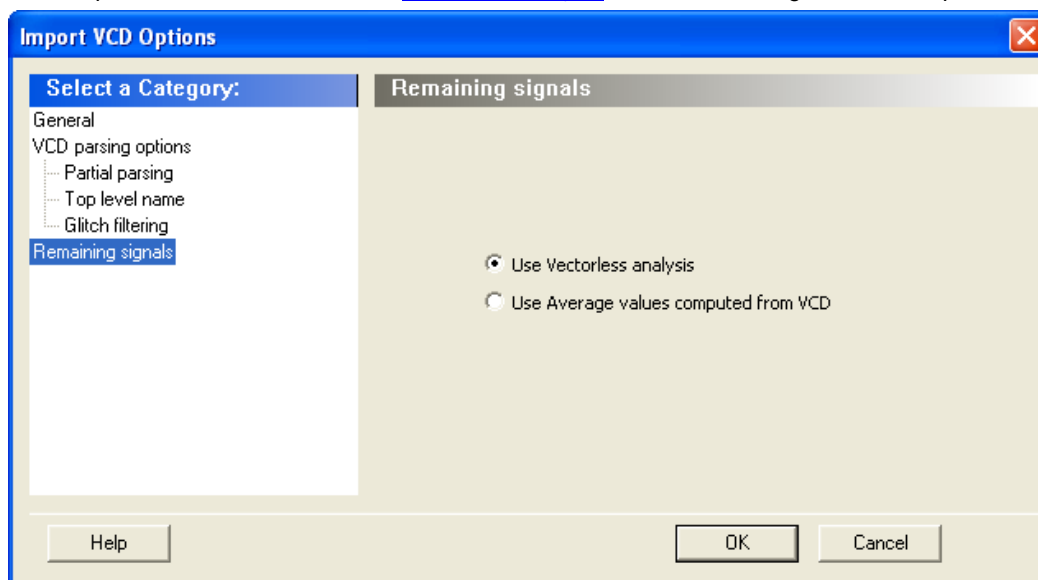 Import VCD Options
Select a Category:
Remaining signals
General
VCD parsing options
Partial parsing
Top level name
Glitch filtering
Remaining signals
Use Vectorless analysis
Use Average values computed from VCD
Help
OK
Cancel